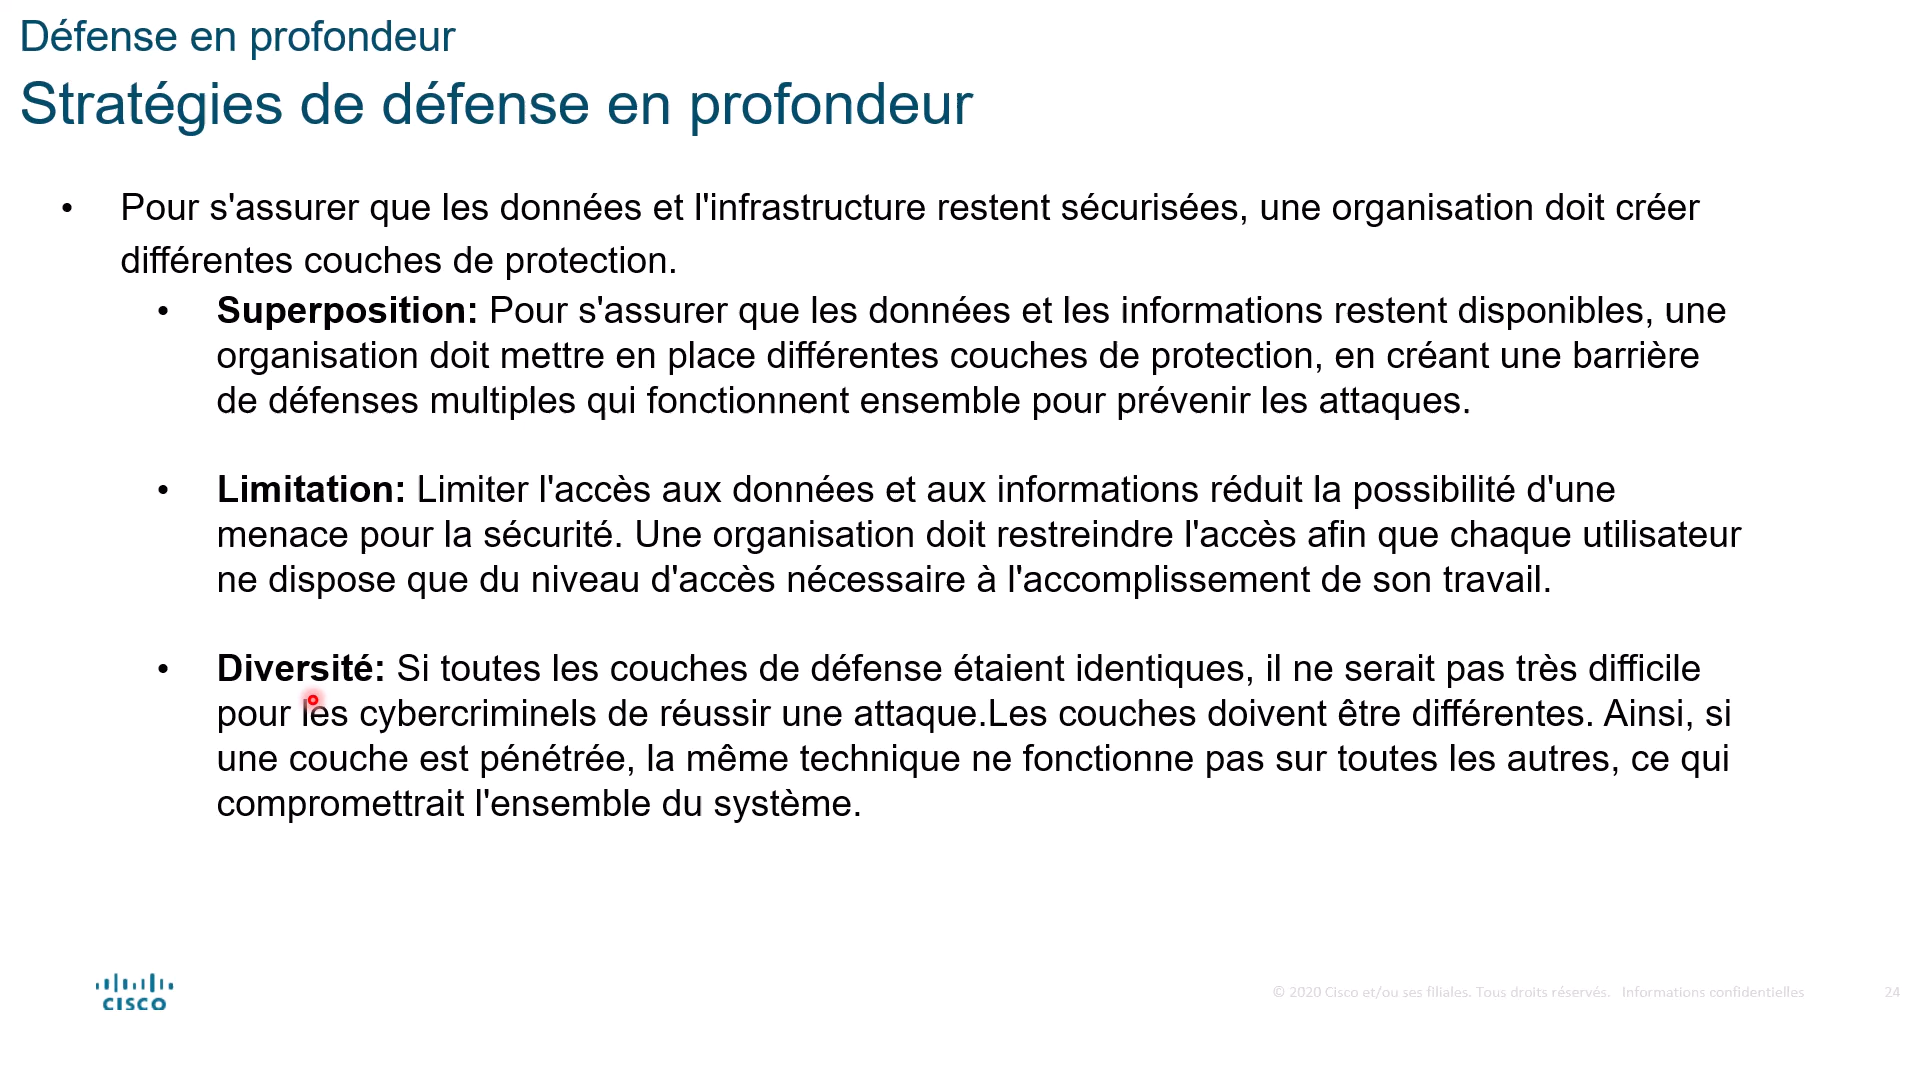 Défense en profondeur
Stratégies de défense en profondeur
• Pour s'assurer que les données et l'infrastructure restent sécurisées, une organisation doit créer
différentes couches de protection.
• Superposition: Pour s'assurer que les données et les informations restent disponibles, une
organisation doit mettre en place différentes couches de protection, en créant une barrière
de défenses multiples qui fonctionnent ensemble pour prévenir les attaques.
• Limitation: Limiter l'accès aux données et aux informations réduit la possibilité d'une
menace pour la sécurité. Une organisation doit restreindre l'accès afin que chaque utilisateur
ne dispose que du niveau d'accès nécessaire à l'accomplissement de son travail.
• Diversité: Si toutes les couches de défense étaient identiques, il ne serait pas très difficile
pour les cybercriminels de réussir une attaque.Les couches doivent être différentes. Ainsi, si
une couche est pénétrée, la même technique ne fonctionne pas sur toutes les autres, ce qui
compromettrait l'ensemble du système.
CISCO
© 2020 Cisco et/ou ses filiales. Tous droits réservés. Informations confidentielles 24